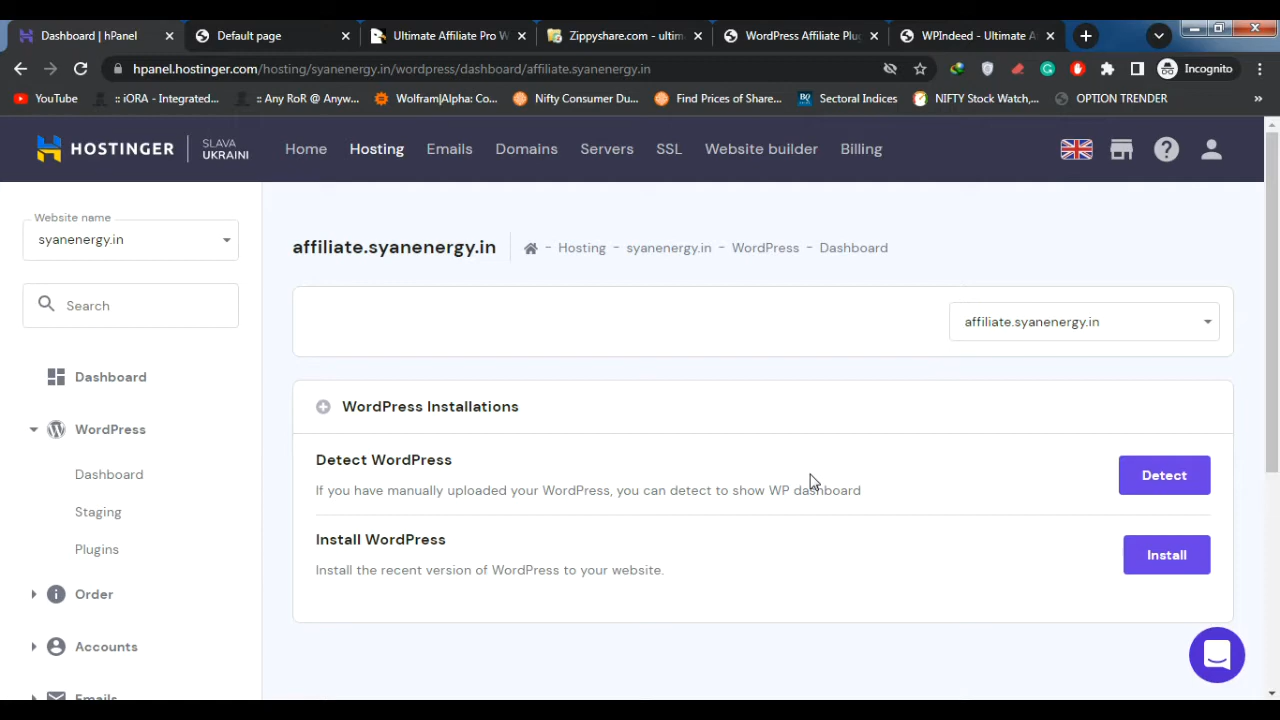 Dashboard | hPanel
Default page
Ultimate Affiliate Pro W
Zippyshare.com - ultim
WordPress Affiliate Plu
WPIndeed - Ultimate A
hpanel.hostinger.com/hosting/syanenergy.in/wordpress/dashboard/affiliate.syanenergy.in
Incognito
YouTube
:: iORA - Integrated...
:: Any RoR @ Anyw...
Wolfram|Alpha: Co...
Nifty Consumer Du...
Find Prices of Share...
BQ
Sectoral Indices
NIFTY Stock Watch,...
OPTION TRENDER
»
HOSTINGER
SLAVA
UKRAINI
Home
Hosting
Emails
Domains
Servers
SSL
Website builder
Billing
Website name
syanenergy.in
Search
Dashboard
WordPress
Dashboard
Staging
Plugins
Order
Accounts
Emails
affiliate.syanenergy.in
- Hosting - syanenergy.in - WordPress - Dashboard
affiliate.syanenergy.in
WordPress Installations
Detect WordPress
If you have manually uploaded your WordPress, you can detect to show WP dashboard
Detect
Install WordPress
Install the recent version of WordPress to your website.
Install